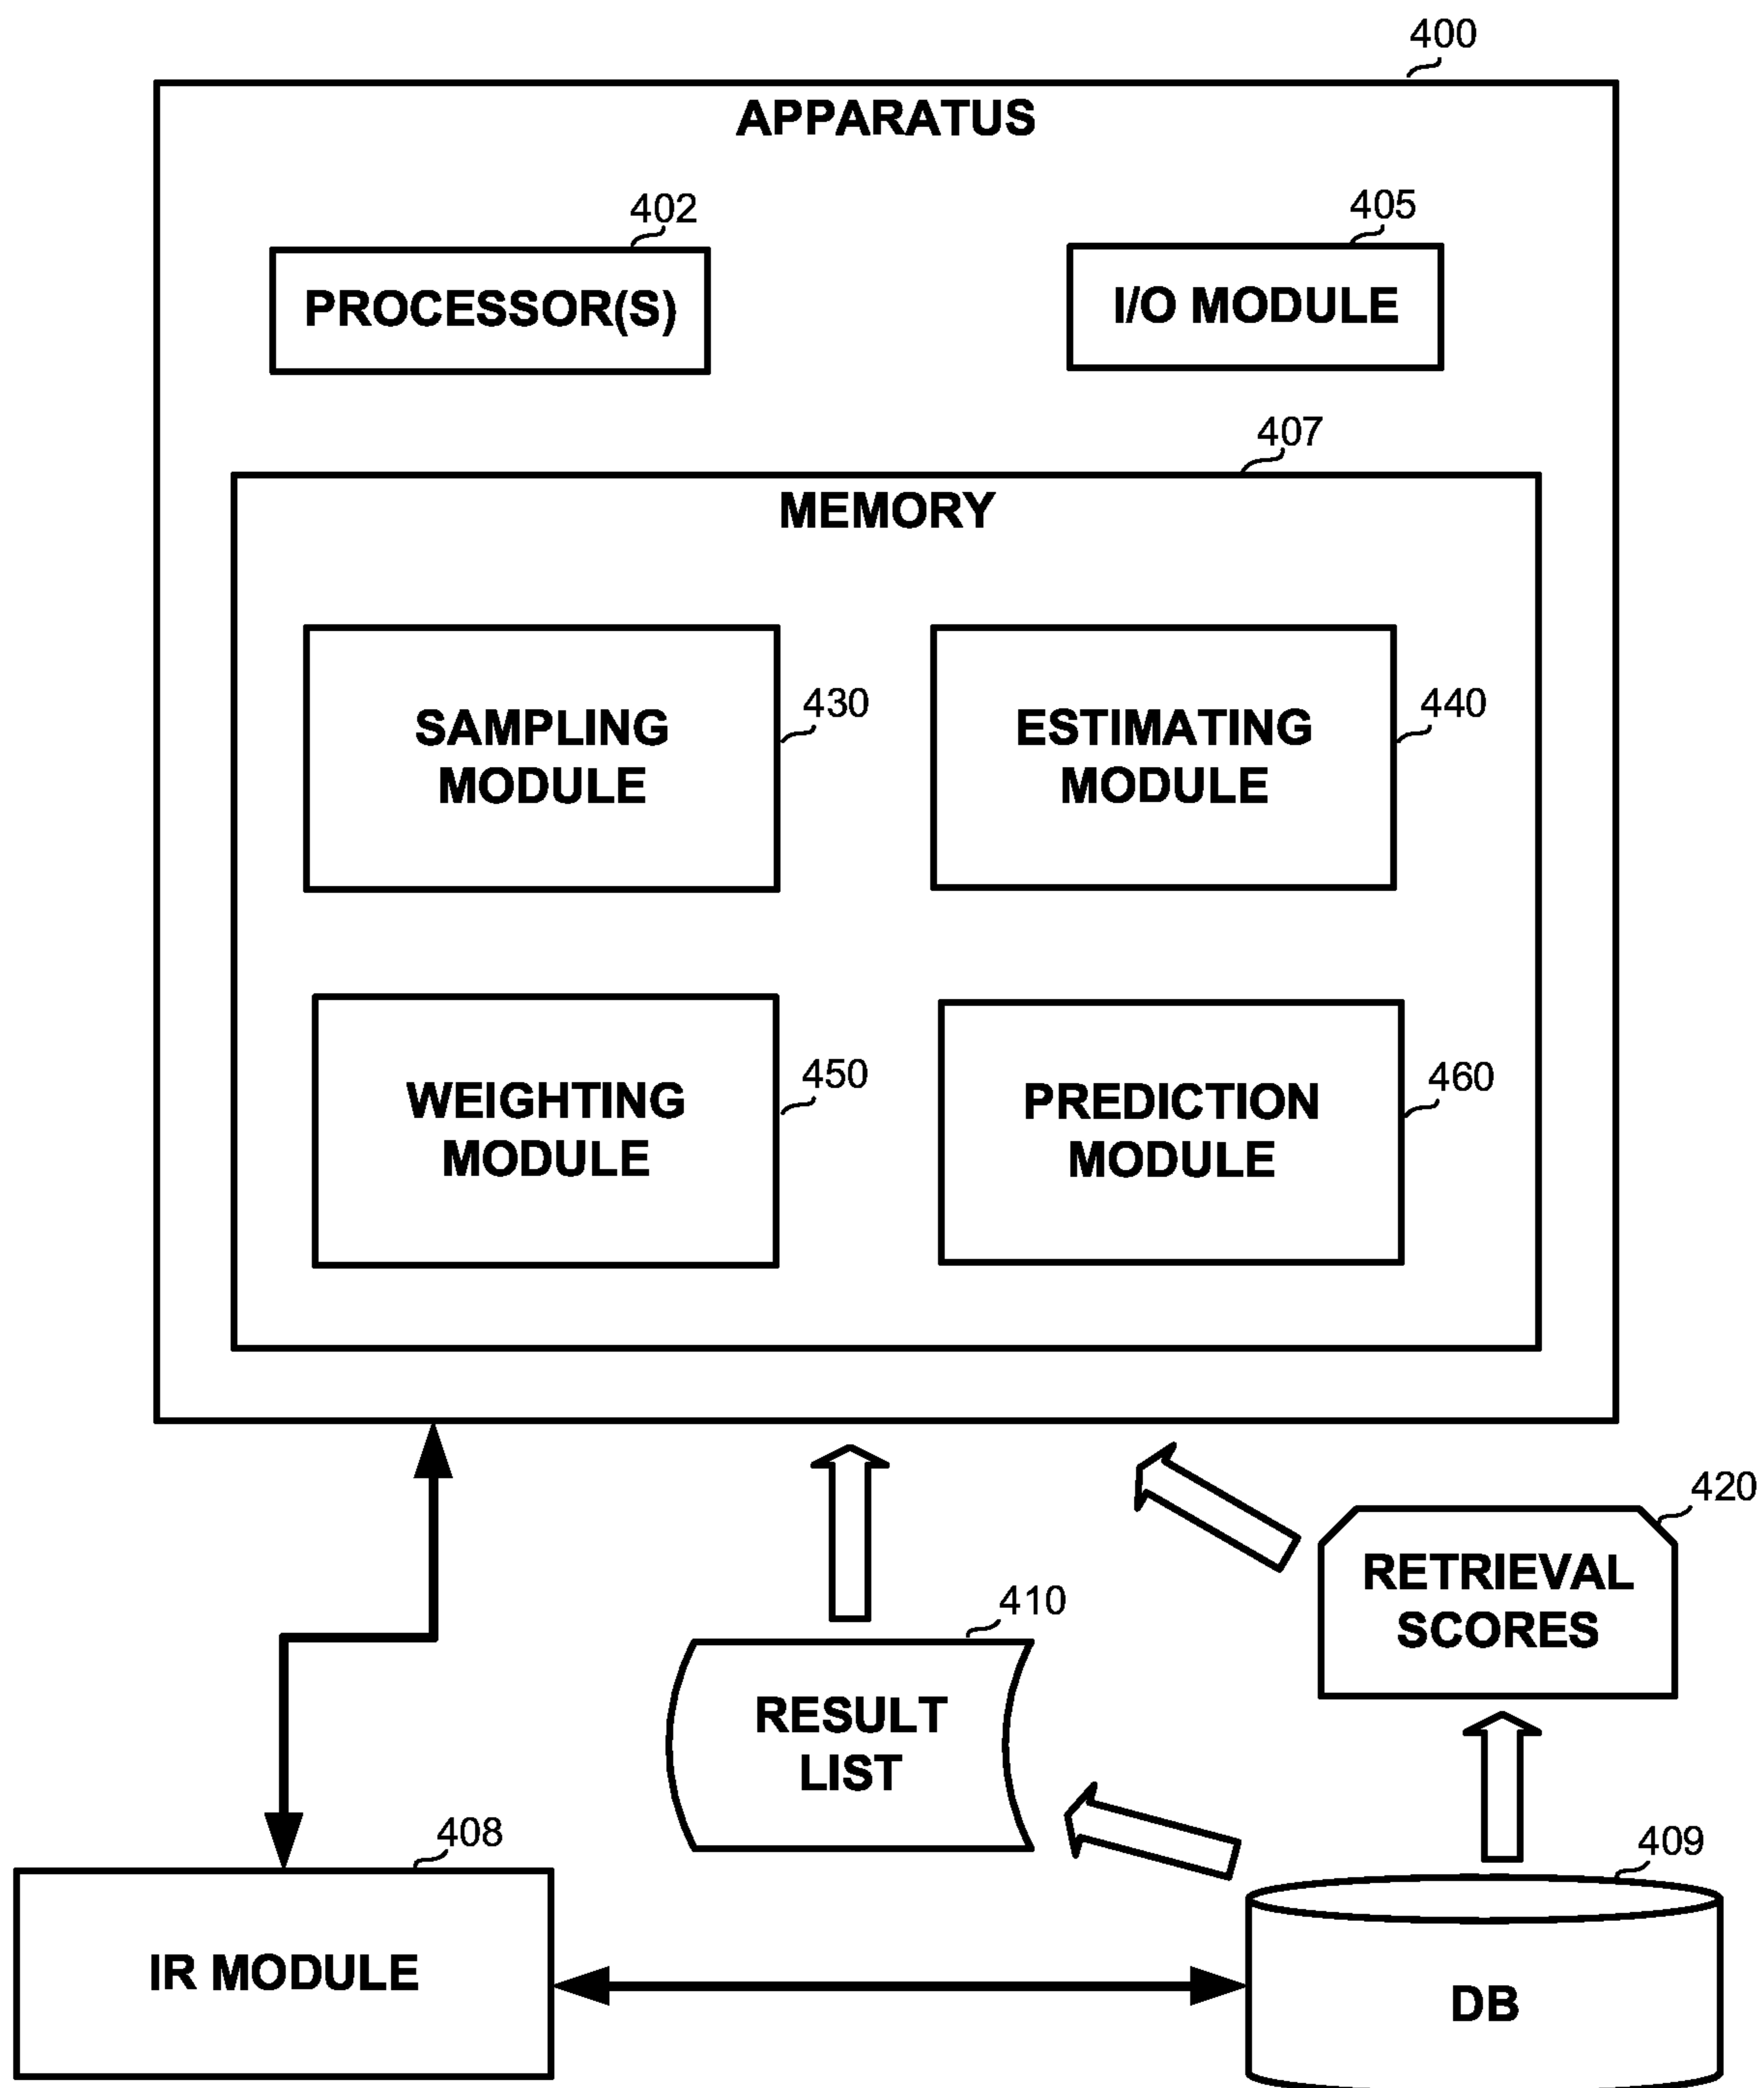 400
APPARATUS
402
PROCESSOR(S)
405
I/O MODULE
407
MEMORY
SAMPLING
MODULE
430
ESTIMATING
MODULE
440
WEIGHTING
MODULE
450
PREDICTION
MODULE
460
420
RETRIEVAL
SCORES
410
RESULT
LIST
408
IR MODULE
409
DB